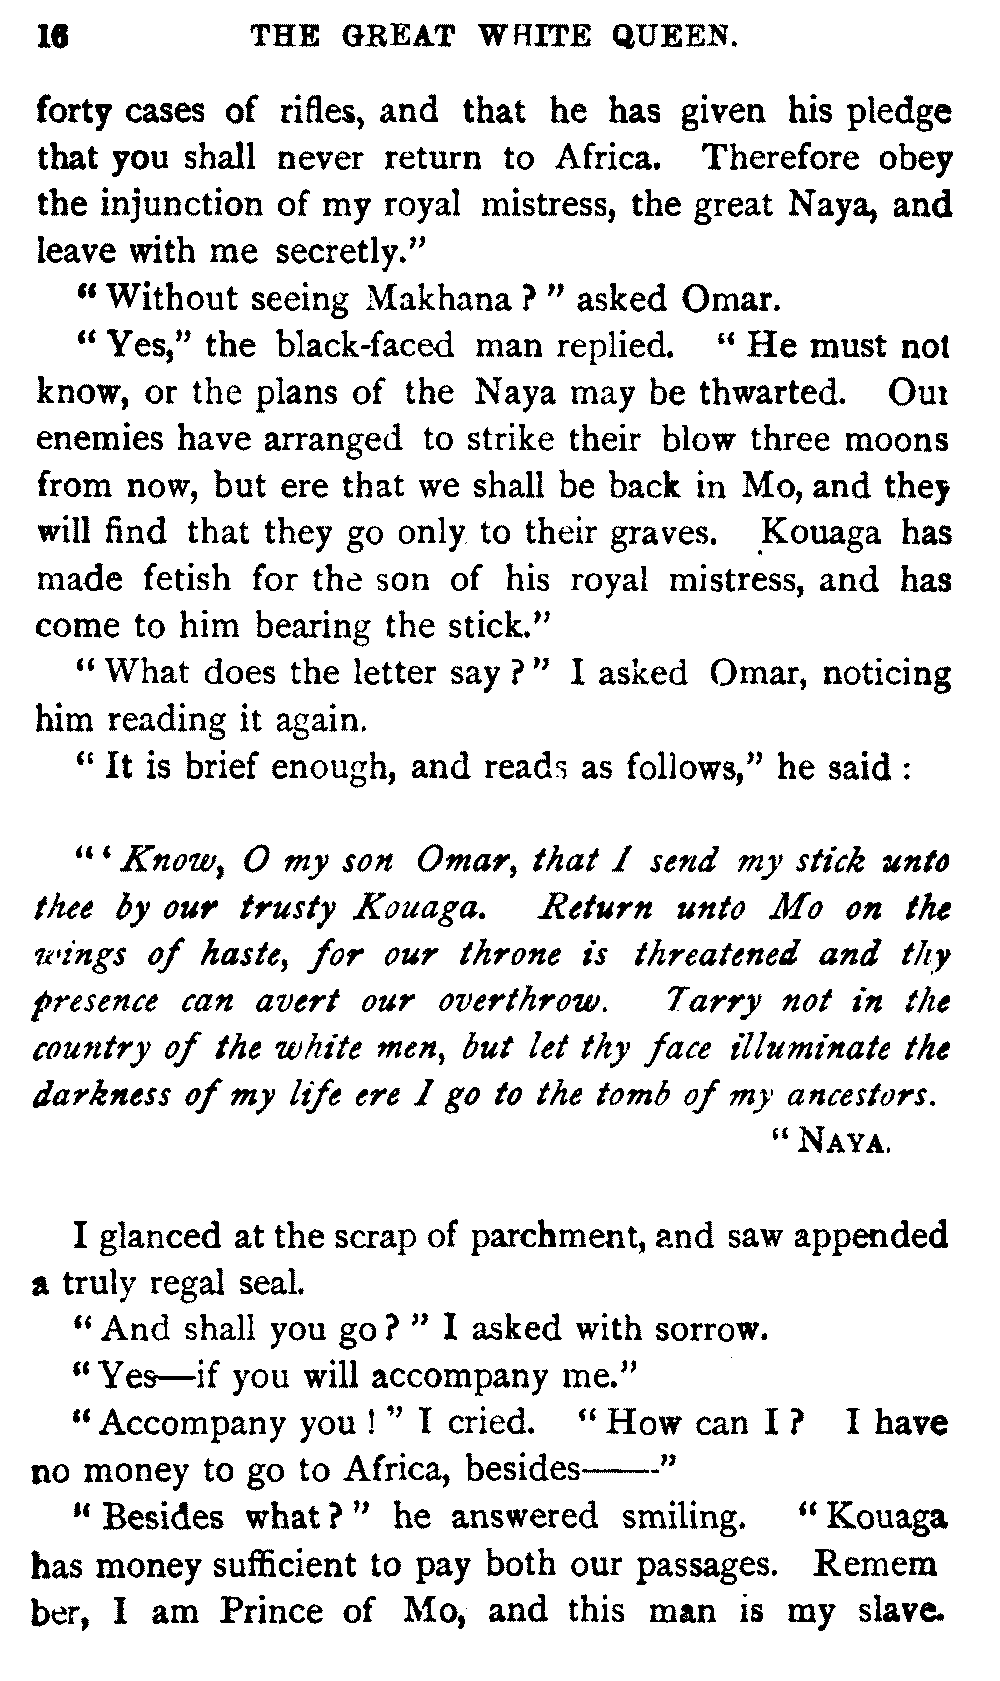 16 THE GREAT WHITE QUEEN.
forty cases of rifles, and that he has given his pledge
that you shall never return to Africa. Therefore obey
the injunction of my royal mistress, the great Naya, and
leave with me secretly."
"Without seeing Makhana?" asked Omar.
"Yes," the black-faced man replied. "He must not
know, or the plans of the Naya may be thwarted. Our
enemies have arranged to strike their blow three moons
from now, but ere that we shall be back in Mo, and they
will find that they go only to their graves. Kouaga has
made fetish for the son of his royal mistress, and has
come to him bearing the stick."
"What does the letter say?" I asked Omar, noticing
him reading it again.
"It is brief enough, and reads as follows," he said:
"'Know, O my son Omar, that I send my stick unto
thee by our trusty Kouaga. Return unto Mo on the
wings of haste, for our throne is threatened and thy
presence can avert our overthrow. Tarry not in the
country of the white men, but let thy face illuminate the
darkness of my life ere I go to the tomb of my ancestors.
"NAYA.
I glanced at the scrap of parchment, and saw appended
a truly regal seal.
"And shall you go?" I asked with sorrow.
"Yes—if you will accompany me."
"Accompany you!" I cried. "How can I? I have
no money to go to Africa, besides——"
"Besides what?" he answered smiling. "Kouaga
has money sufficient to pay both our passages. Remem
ber, I am Prince of Mo, and this man is my slave.